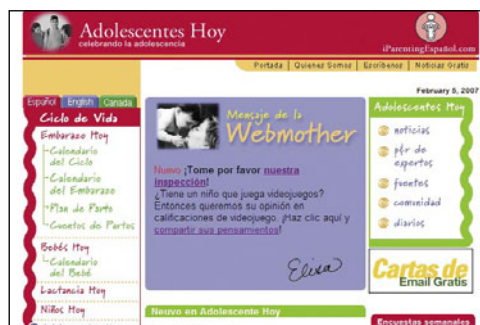 Adolescentes Hoy
celebrando la adolescencia
iParentingEspañol.com
Portada | Quienes Somos | Escríbenos | Noticias Gratis
February 5, 2007
Español English Canada
Ciclo de Vida
Embarazo Hoy
Calendario
del Ciclo
Calendario
del Embarazo
Plan de Parto
Cuentos de Partos
Bebés Hoy
Calendario
del Bebé
Lactancia Hoy
Niños Hoy
Mensaje de la
Webmother
Nuevo ¡Tome por favor nuestra
inspección!
¿Tiene un niño que juega videojuegos?
Entonces queremos su opinión en
calificaciones de videojuego. ¡Haz clic aquí y
compartir sus pensamientos!
Elisa
Neuvo en Adolescente Hoy
Adolescentes Hoy
noticias
p&r de
expertos
fuentes
comunidad
diarios
Cartas de
Email Gratis
Encuestas semanales